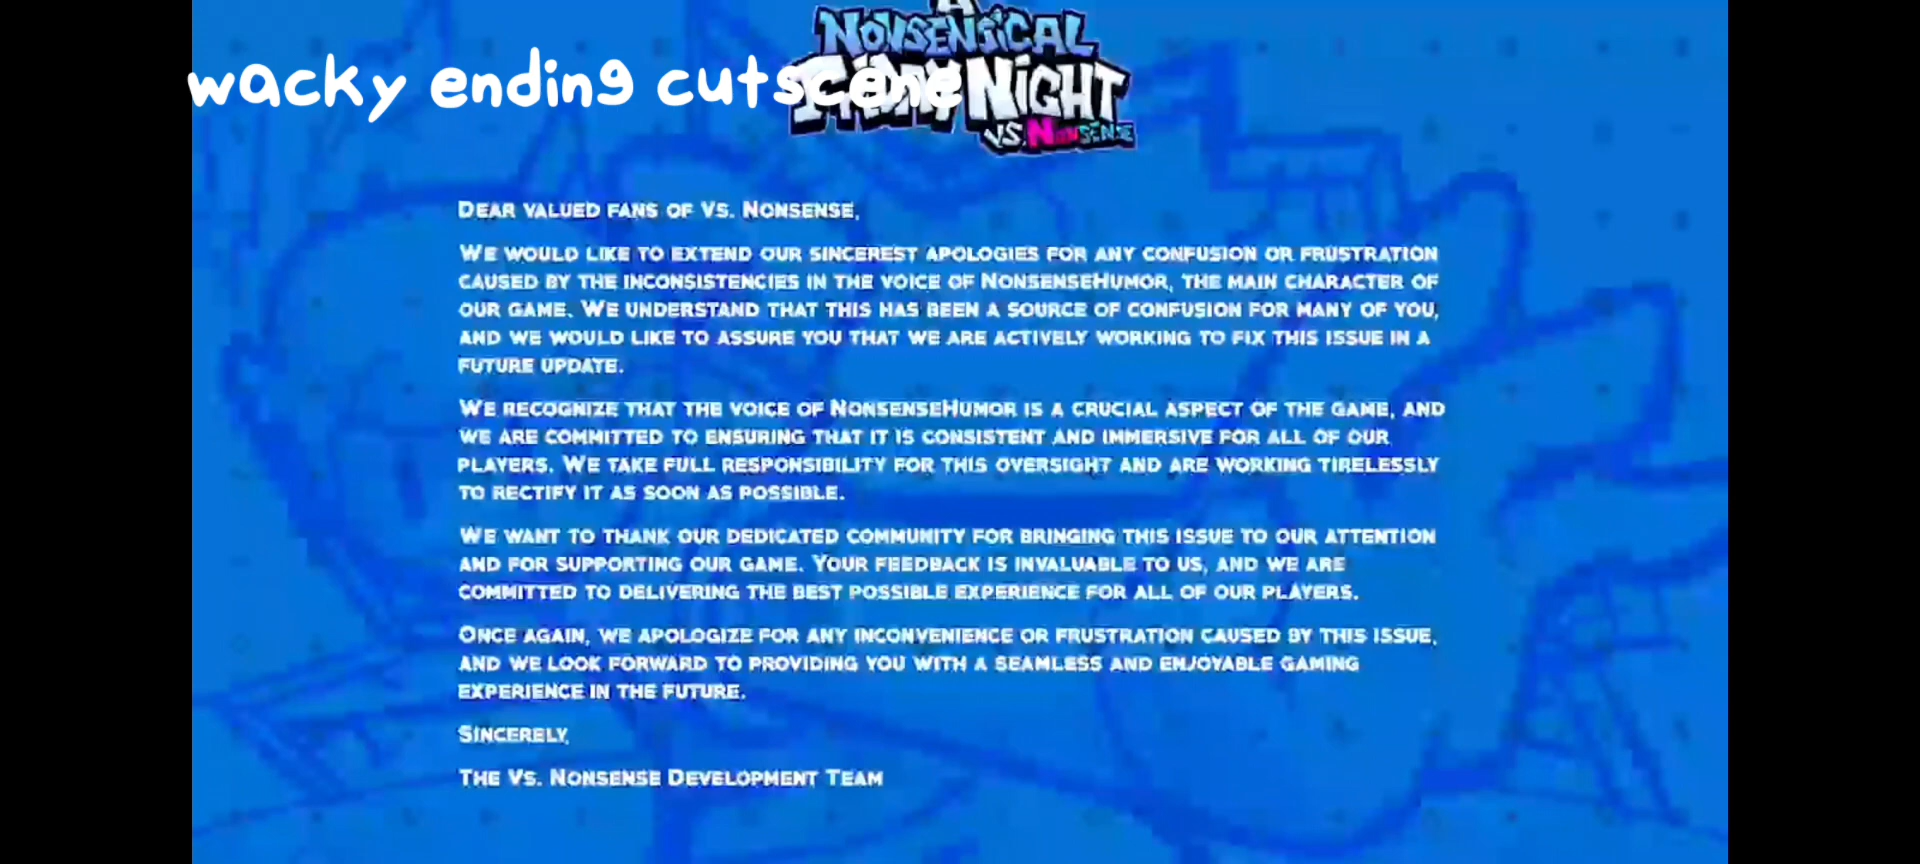 A
NONSENSICAL
FRIDAY NIGHT
VS. NONSENSE
wacky ending cutscene
DEAR VALUED FANS OF VS. NONSENSE,
WE WOULD LIKE TO EXTEND OUR SINCEREST APOLOGIES FOR ANY CONFUSION OR FRUSTRATION
CAUSED BY THE INCONSISTENCIES IN THE VOICE OF NONSENSEHUMOR, THE MAIN CHARACTER OF
OUR GAME. WE UNDERSTAND THAT THIS HAS BEEN A SOURCE OF CONFUSION FOR MANY OF YOU,
AND WE WOULD LIKE TO ASSURE YOU THAT WE ARE ACTIVELY WORKING TO FIX THIS ISSUE IN A
FUTURE UPDATE.
WE RECOGNIZE THAT THE VOICE OF NONSENSEHUMOR IS A CRUCIAL ASPECT OF THE GAME, AND
WE ARE COMMITTED TO ENSURING THAT IT IS CONSISTENT AND IMMERSIVE FOR ALL OF OUR
PLAYERS. WE TAKE FULL RESPONSIBILITY FOR THIS OVERSIGHT AND ARE WORKING TIRELESSLY
TO RECTIFY IT AS SOON AS POSSIBLE.
WE WANT TO THANK OUR DEDICATED COMMUNITY FOR BRINGING THIS ISSUE TO OUR ATTENTION
AND FOR SUPPORTING OUR GAME. YOUR FEEDBACK IS INVALUABLE TO US, AND WE ARE
COMMITTED TO DELIVERING THE BEST POSSIBLE EXPERIENCE FOR ALL OF OUR PLAYERS.
ONCE AGAIN, WE APOLOGIZE FOR ANY INCONVENIENCE OR FRUSTRATION CAUSED BY THIS ISSUE,
AND WE LOOK FORWARD TO PROVIDING YOU WITH A SEAMLESS AND ENJOYABLE GAMING
EXPERIENCE IN THE FUTURE.
SINCERELY,
THE VS. NONSENSE DEVELOPMENT TEAM